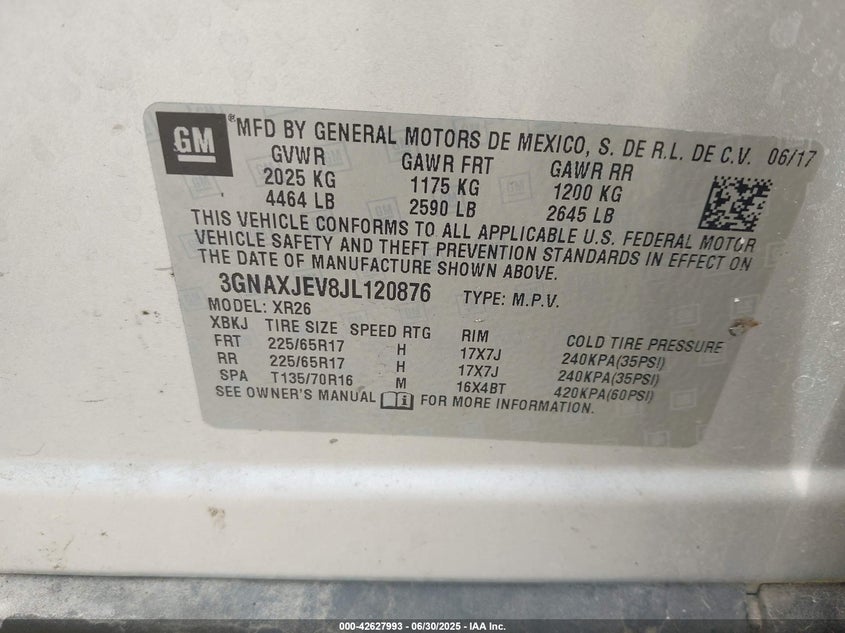 GM ® MFD BY GENERAL MOTORS DE MEXICO, S. DE R.L. DE C.V. 06/17
GVWR GAWR FRT GAWR RR
2025 KG 1175 KG 1200 KG
4464 LB 2590 LB 2645 LB
THIS VEHICLE CONFORMS TO ALL APPLICABLE U.S. FEDERAL MOTOR
VEHICLE SAFETY AND THEFT PREVENTION STANDARDS IN EFFECT ON
THE DATE OF MANUFACTURE SHOWN ABOVE.
3GNAXJEV8JL120876 TYPE: M.P.V.
MODEL: XR26
XBKJ TIRE SIZE SPEED RTG RIM COLD TIRE PRESSURE
FRT 225/65R17 H 17X7J 240KPA(35PSI)
RR 225/65R17 H 17X7J 240KPA(35PSI)
SPA T135/70R16 M 16X4BT 420KPA(60PSI)
SEE OWNER'S MANUAL FOR MORE INFORMATION.
000-42627993 - 06/30/2025 - IAA Inc.